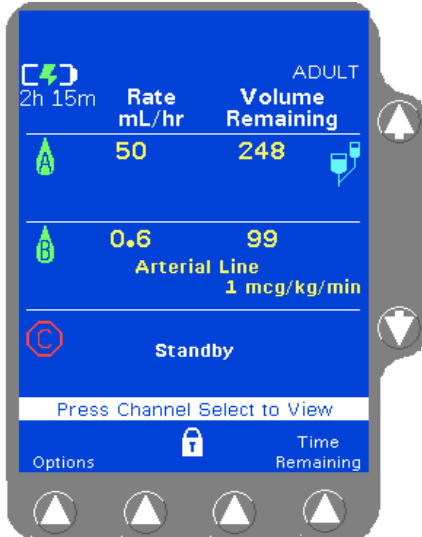 ADULT
2h 15m
Rate mL/hr
Volume Remaining
A
50 248
B
0.6 99
Arterial Line
1 mcg/kg/min
C
Standby
Press Channel Select to View
Options
Time Remaining